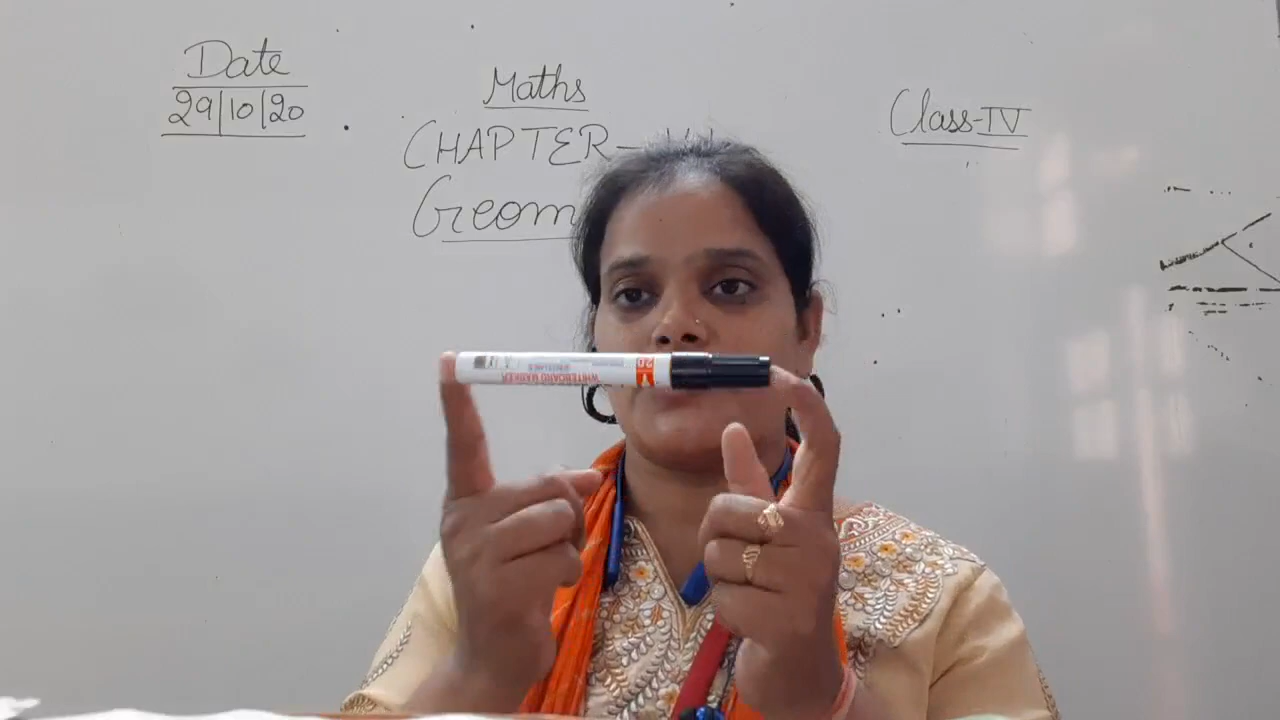 Date
29/10/20
Maths
Class-IV
CHAPTER-
Geom
WHITEBOARD MARKER